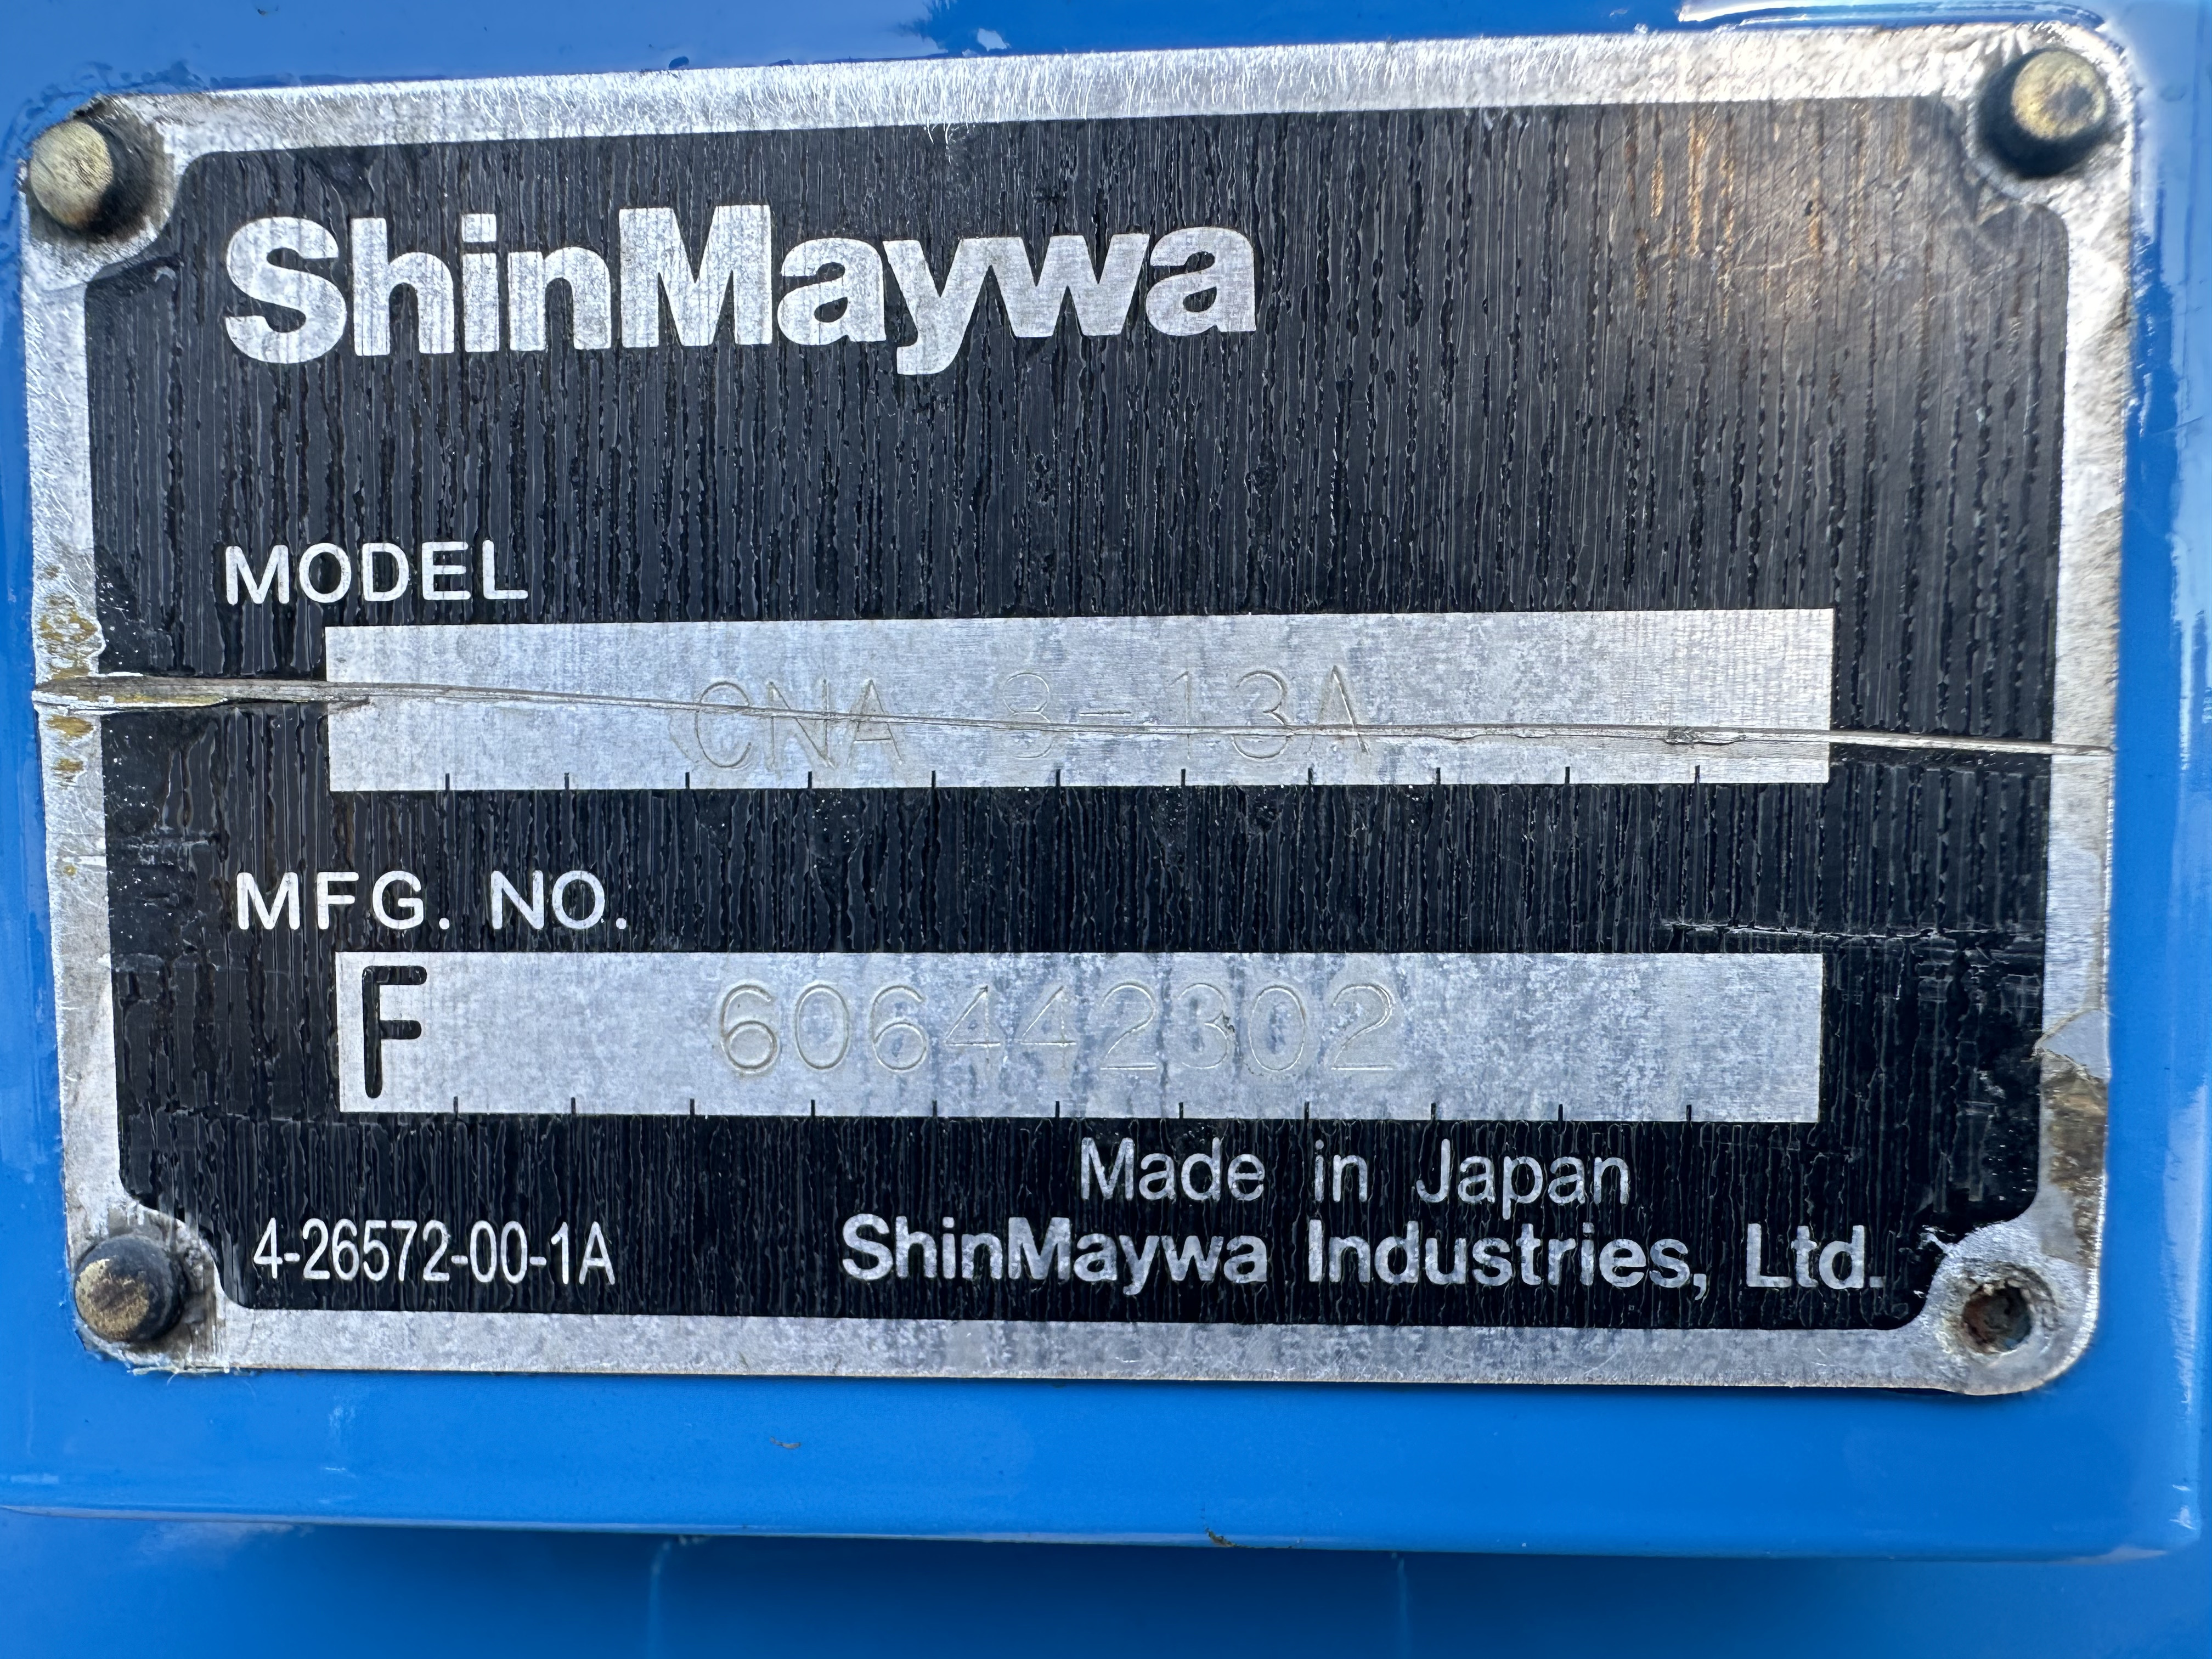 ShinMaywa
MODEL
CNA 8-13A
MFG. NO.
F 606442302
Made in Japan
4-26572-00-1A
ShinMaywa Industries, Ltd.